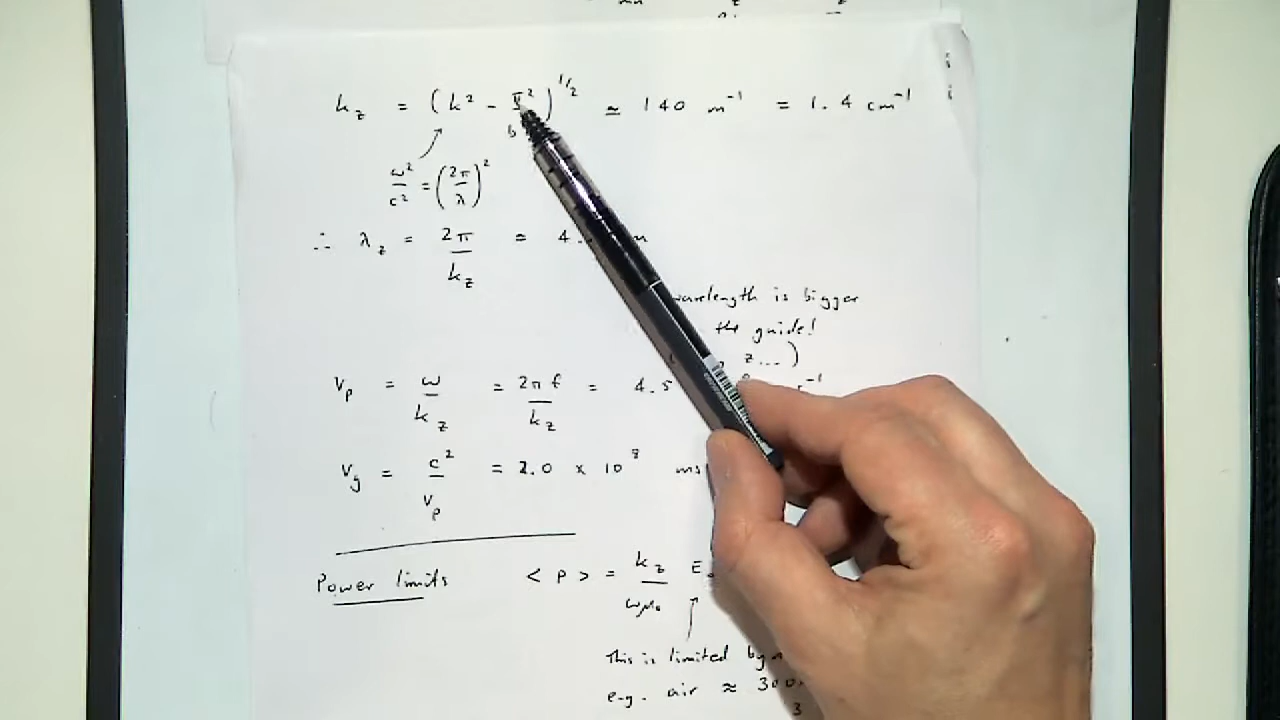 k_z = (k² - π²/b )^1/2 ≃ 140 m⁻¹ = 1.4 cm⁻¹
ω²/c² = (2π/λ)²
∴ λ_z = 2π/k_z = 4.
wavelength is bigger
the guide!
z...)
v_p = ω/k_z = 2πf/k_z = 4.5
v_g = c²/v_p = 2.0 × 10⁸ ms
Power limits < P > = k_z/ωμ₀ E
This is limited by
e.g. air ≈ 300
3